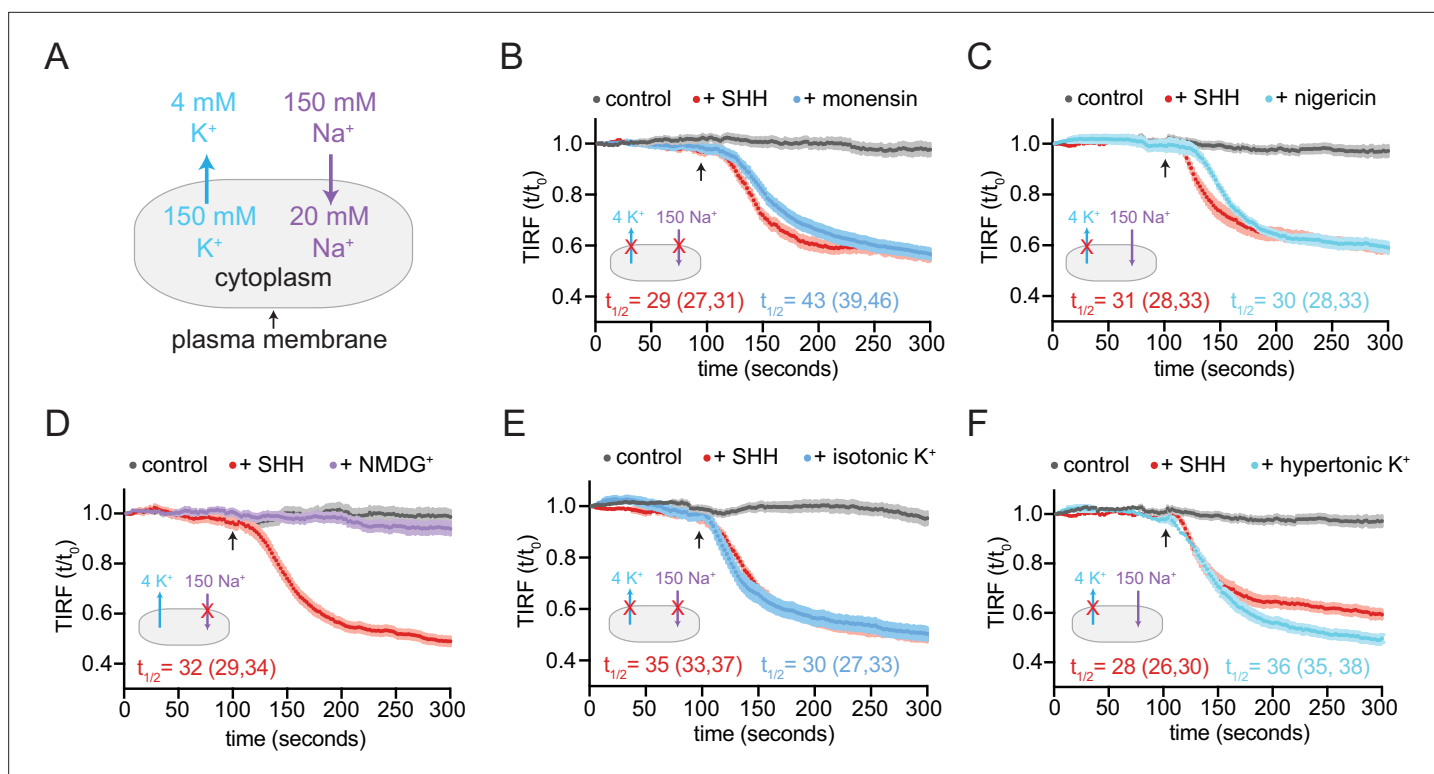 A
4 mM 150 mM
K⁺ Na⁺
150 mM 20 mM
K⁺ Na⁺
cytoplasm
plasma membrane
B
control + SHH + monensin
TIRF (t/t₀)
1.0
0.8
0.6
0.4
4 K⁺ 150 Na⁺
X X
t₁/₂= 29 (27,31) t₁/₂= 43 (39,46)
0 50 100 150 200 250 300
time (seconds)
C
control + SHH + nigericin
TIRF (t/t₀)
1.0
0.8
0.6
0.4
4 K⁺ 150 Na⁺
X
t₁/₂= 31 (28,33) t₁/₂= 30 (28,33)
0 50 100 150 200 250 300
time (seconds)
D
control + SHH + NMDG⁺
TIRF (t/t₀)
1.0
0.8
0.6
0.4
4 K⁺ 150 Na⁺
X
t₁/₂= 32 (29,34)
0 50 100 150 200 250 300
time (seconds)
E
control + SHH + isotonic K⁺
TIRF (t/t₀)
1.0
0.8
0.6
0.4
4 K⁺ 150 Na⁺
X X
t₁/₂= 35 (33,37) t₁/₂= 30 (27,33)
0 50 100 150 200 250 300
time (seconds)
F
control + SHH + hypertonic K⁺
TIRF (t/t₀)
1.0
0.8
0.6
0.4
4 K⁺ 150 Na⁺
X
t₁/₂= 28 (26,30) t₁/₂= 36 (35, 38)
0 50 100 150 200 250 300
time (seconds)